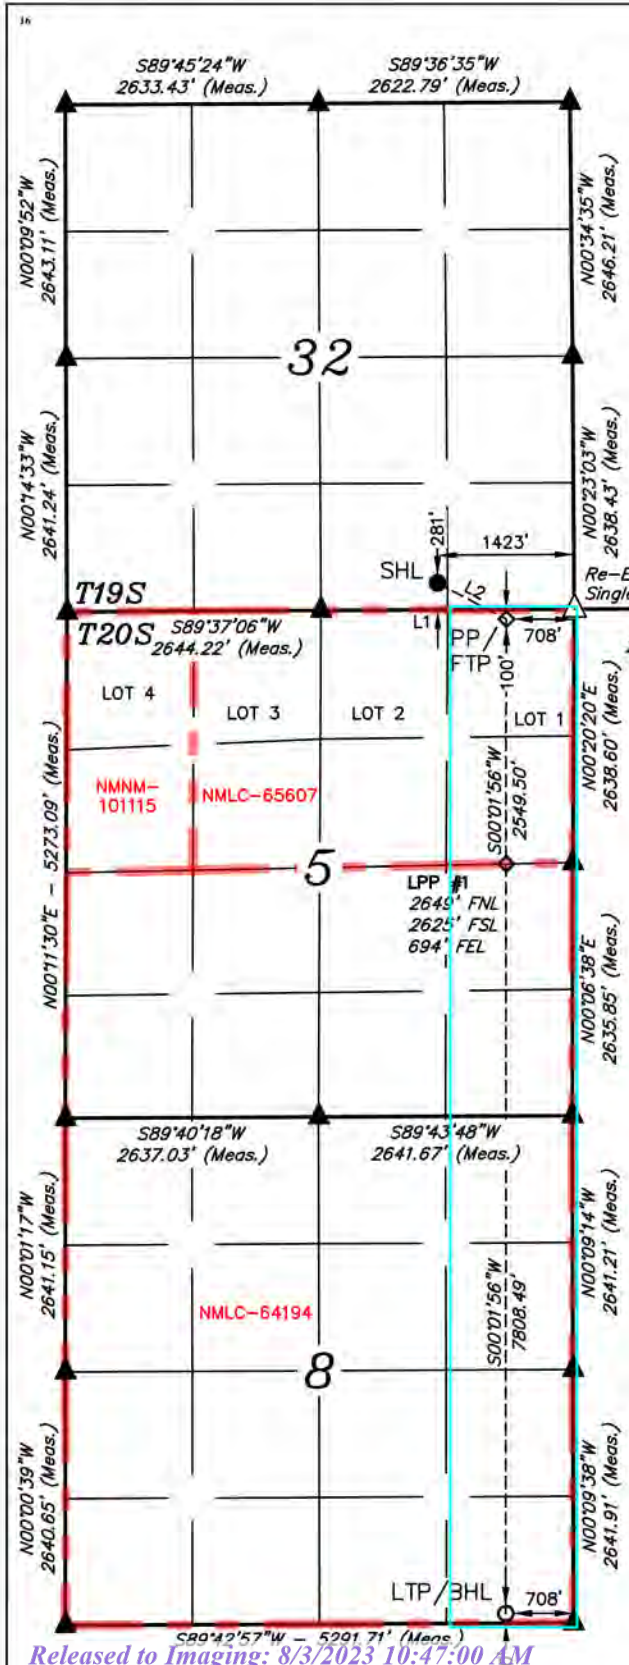 16
S89°45'24"W
2633.43' (Meas.)
S89°36'35"W
2622.79' (Meas.)
N00°09'52"W
2643.11' (Meas.)
N00°34'35"W
2646.21' (Meas.)
32
N00°14'33"W
2641.24' (Meas.)
N00°23'03"W
2638.43' (Meas.)
281'
1423'
SHL
L2
Re-E
Single
T19S
T20S
S89°37'06"W
2644.22' (Meas.)
L1
PP/
FTP
708'
100'
LOT 4
LOT 3
LOT 2
LOT 1
N00°20'20"E
2638.60' (Meas.)
NMNM-
101115
NMLC-65607
S00°01'56"W
2549.50'
N00°11'30"E - 5273.09' (Meas.)
5
LPP #1
2649' FNL
2625' FSL
694' FEL
N00°06'38"E
2635.85' (Meas.)
S89°40'18"W
2637.03' (Meas.)
S89°43'48"W
2641.67' (Meas.)
N00°01'17"W
2641.15' (Meas.)
N00°09'14"W
2641.21' (Meas.)
NMLC-64194
S00°01'56"W
7808.49'
8
N00°00'39"W
2640.65' (Meas.)
N00°09'38"W
2641.91' (Meas.)
LTP/BHL
708'
S89°42'57"W - 5291.71' (Meas.)
Released to Imaging: 8/3/2023 10:47:00 AM